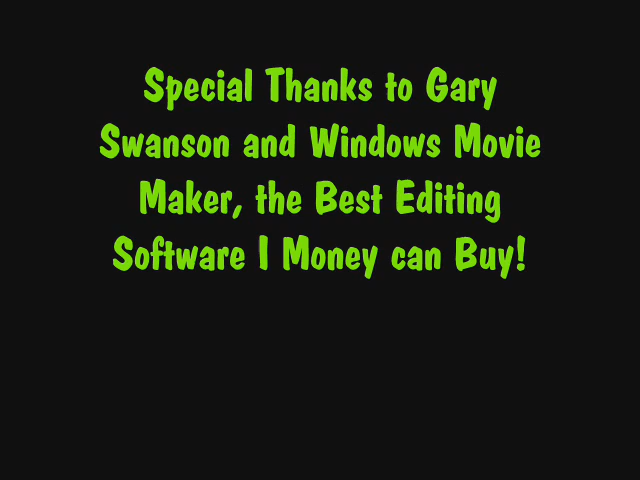 Special Thanks to Gary
Swanson and Windows Movie
Maker, the Best Editing
Software I Money can Buy!